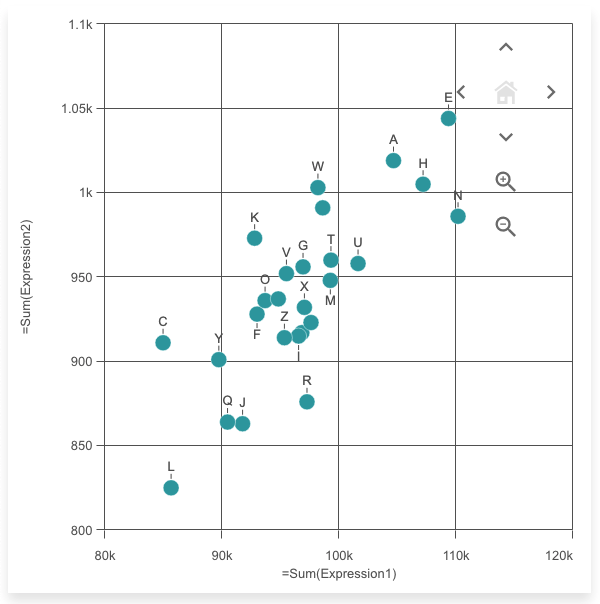 1.1k
1.05k
1k
950
900
850
800
=Sum(Expression2)
E
A
W
H
N
K
T
U
V
G
O
X
M
C
Z
F
Y
I
R
Q
J
L
80k
90k
100k
110k
120k
=Sum(Expression1)